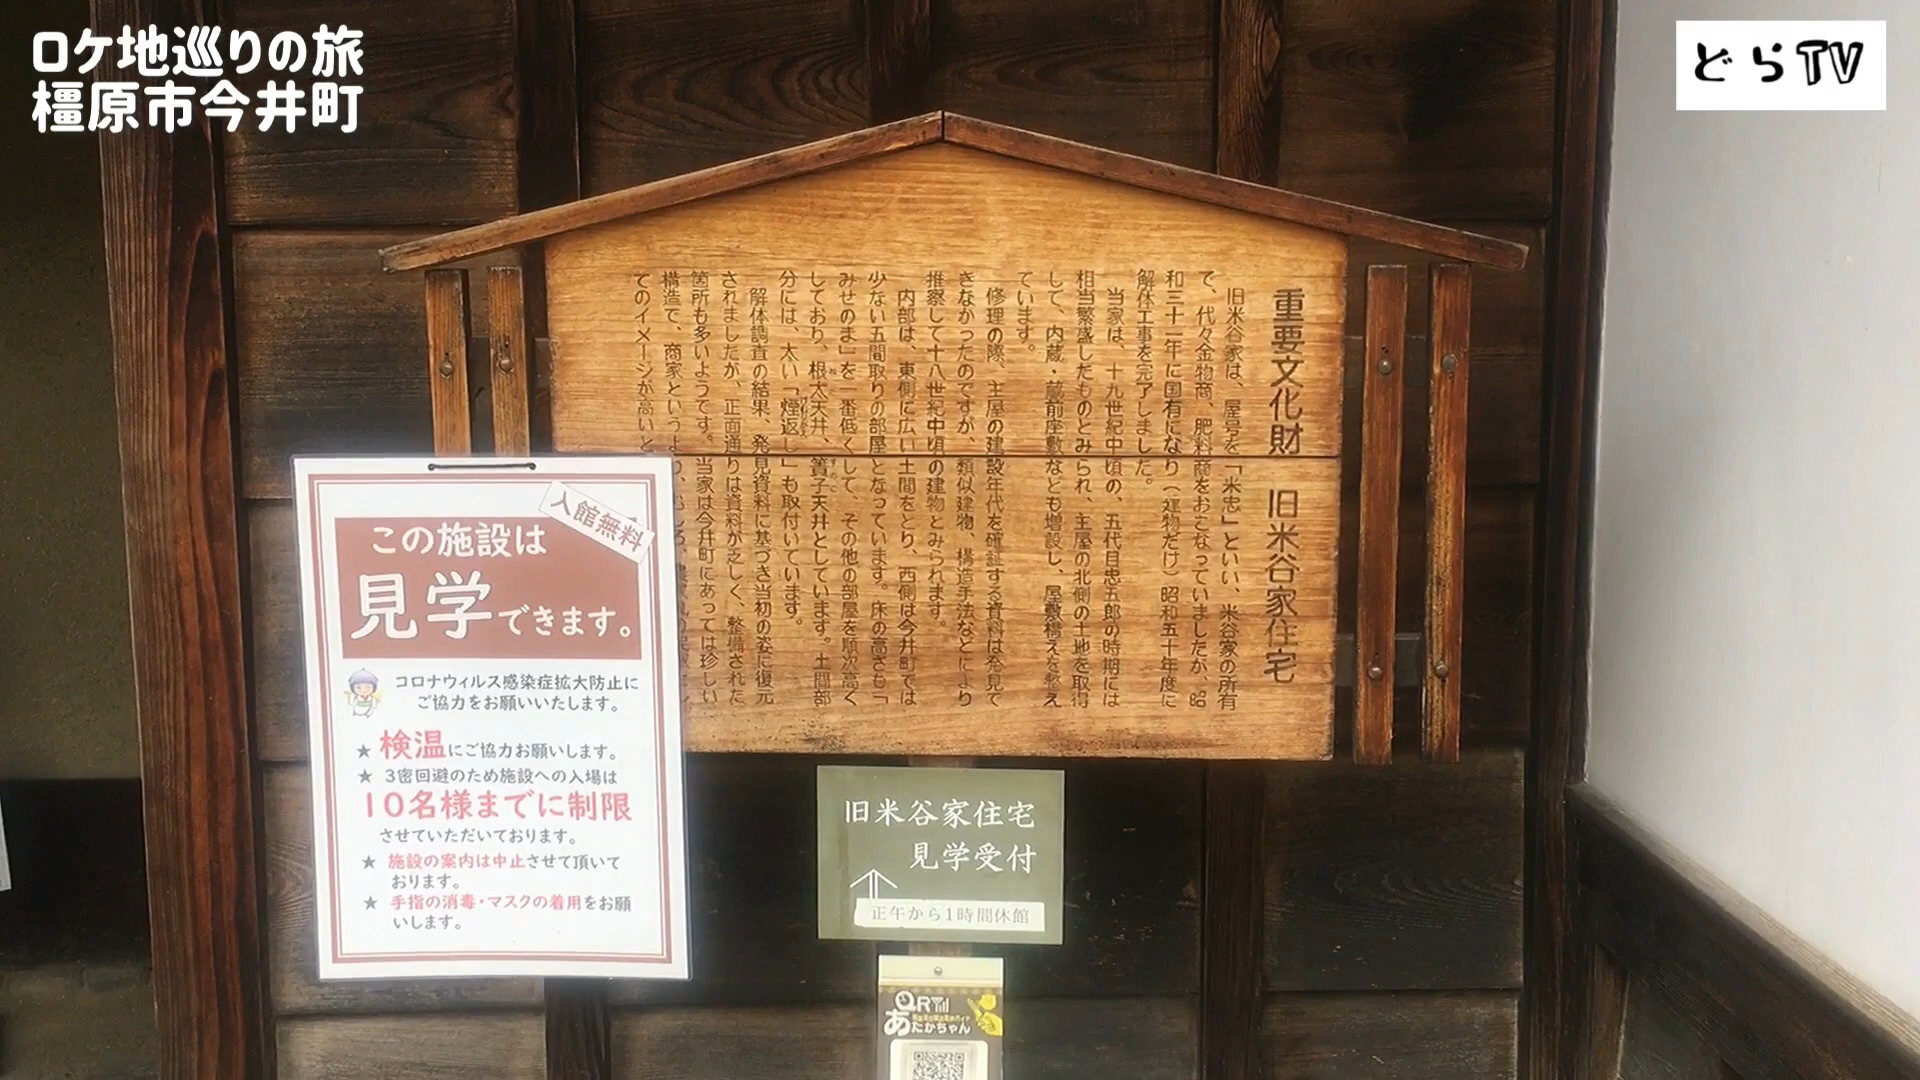 ロケ地巡りの旅
橿原市今井町
どらTV
重要文化財 旧米谷家住宅
旧米谷家は、屋号を「米忠」といい、米谷家の所有
で、代々金物商、肥料商をおこなっていましたが、昭
和三十一年に国有になり(建物だけ)昭和五十年度に
解体工事を完了しました。
当家は、十九世紀中頃の、五代目忠五郎の時期には
相当繁盛したものとみられ、主屋の北側の土地を取得
して、内蔵・蔵前座敷なども増設し、屋敷構えを整え
ています。
修理の際、主屋の建設年代を確証する資料は発見で
きなかったのですが、類似建物、構造手法などにより
推察して十八世紀中頃の建物とみられます。
内部は、東側に広い土間をとり、西側は今井町では
少ない五間取りの部屋となっています。床の高さも「
みせのま」を一番低くして、その他の部屋を順次高く
しており、根太天井、簀子天井としています。土間部
分には、太い「煙返し」も取付いています。
解体調査の結果、発見資料に基づき当初の姿に復元
されましたが、正面通りは資料が乏しく、整備された
箇所も多いようです。当家は今井町にあっては珍しい
構造で、商家というより、むしろ、
てのイメージが高いと
入館無料
この施設は
見学できます。
コロナウィルス感染症拡大防止に
ご協力をお願いいたします。
★ 検温にご協力お願いします。
★ 3密回避のため施設への入場は
10名様までに制限
させていただいております。
★ 施設の案内は中止させて頂いて
おります。
★ 手指の消毒・マスクの着用をお願
いします。
旧米谷家住宅
見学受付
正午から1時間休館
QR
あたかちゃん